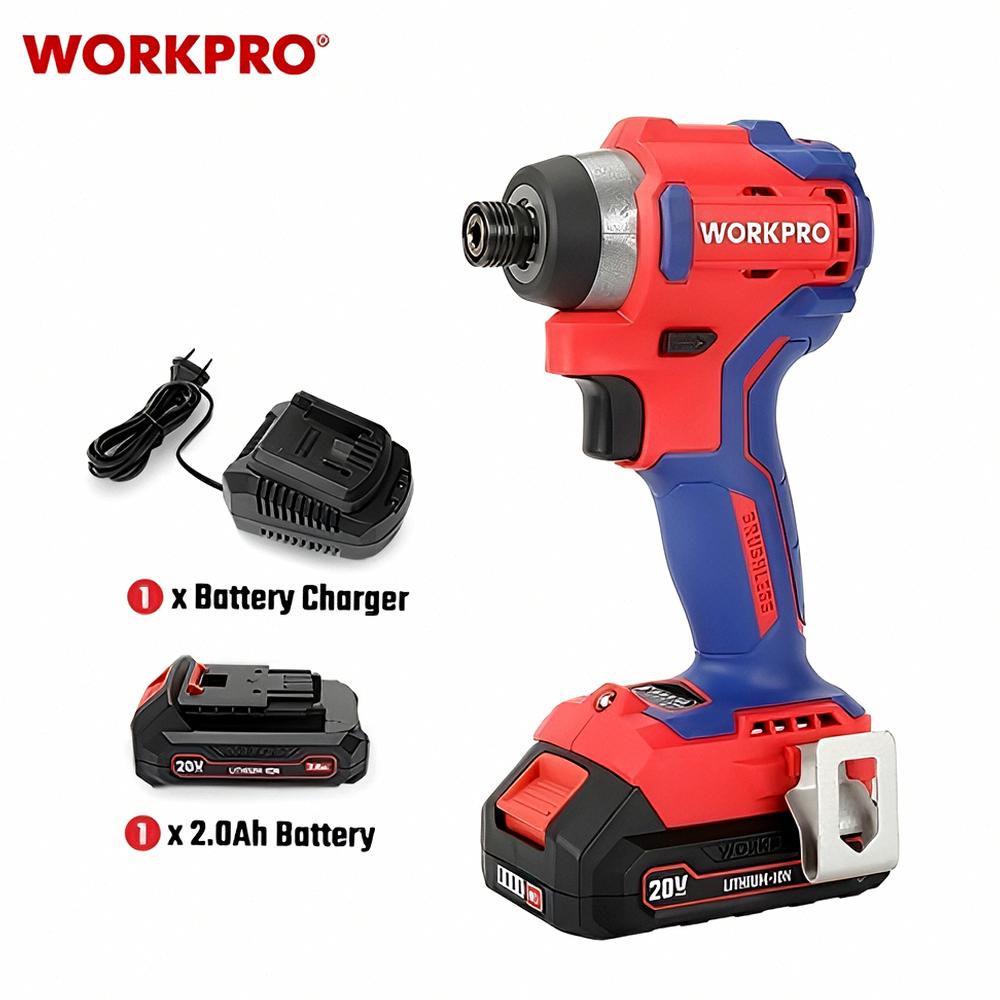 WORKPRO®
WORKPRO
BRUSHLESS
1 x Battery Charger
20V
1 x 2.0Ah Battery
20V